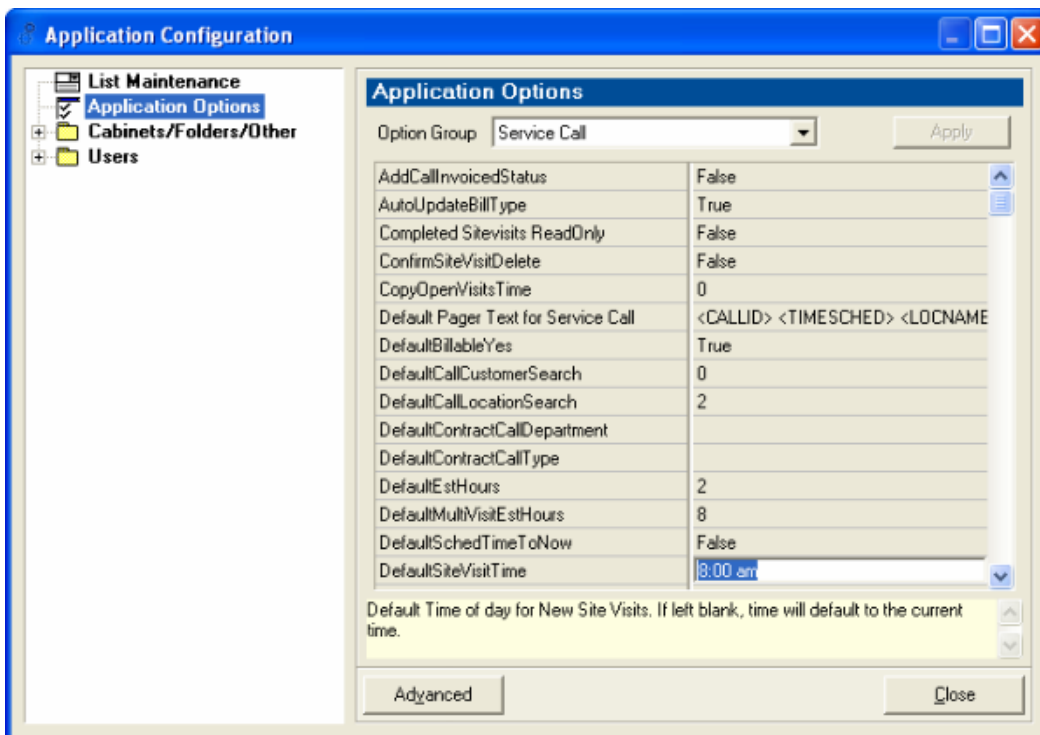 Application Configuration
List Maintenance
Application Options
Cabinets/Folders/Other
Users
Application Options
Option Group Service Call Apply
AddCallInvoicedStatus False
AutoUpdateBillType True
Completed Sitevisits ReadOnly False
ConfirmSiteVisitDelete False
CopyOpenVisitsTime 0
Default Pager Text for Service Call <CALLID> <TIMESCHED> <LOCNAME
DefaultBillableYes True
DefaultCallCustomerSearch 0
DefaultCallLocationSearch 2
DefaultContractCallDepartment
DefaultContractCallType
DefaultEstHours 2
DefaultMultiVisitEstHours 8
DefaultSchedTimeToNow False
DefaultSiteVisitTime 8:00 am
Default Time of day for New Site Visits. If left blank, time will default to the current
time.
Advanced Close